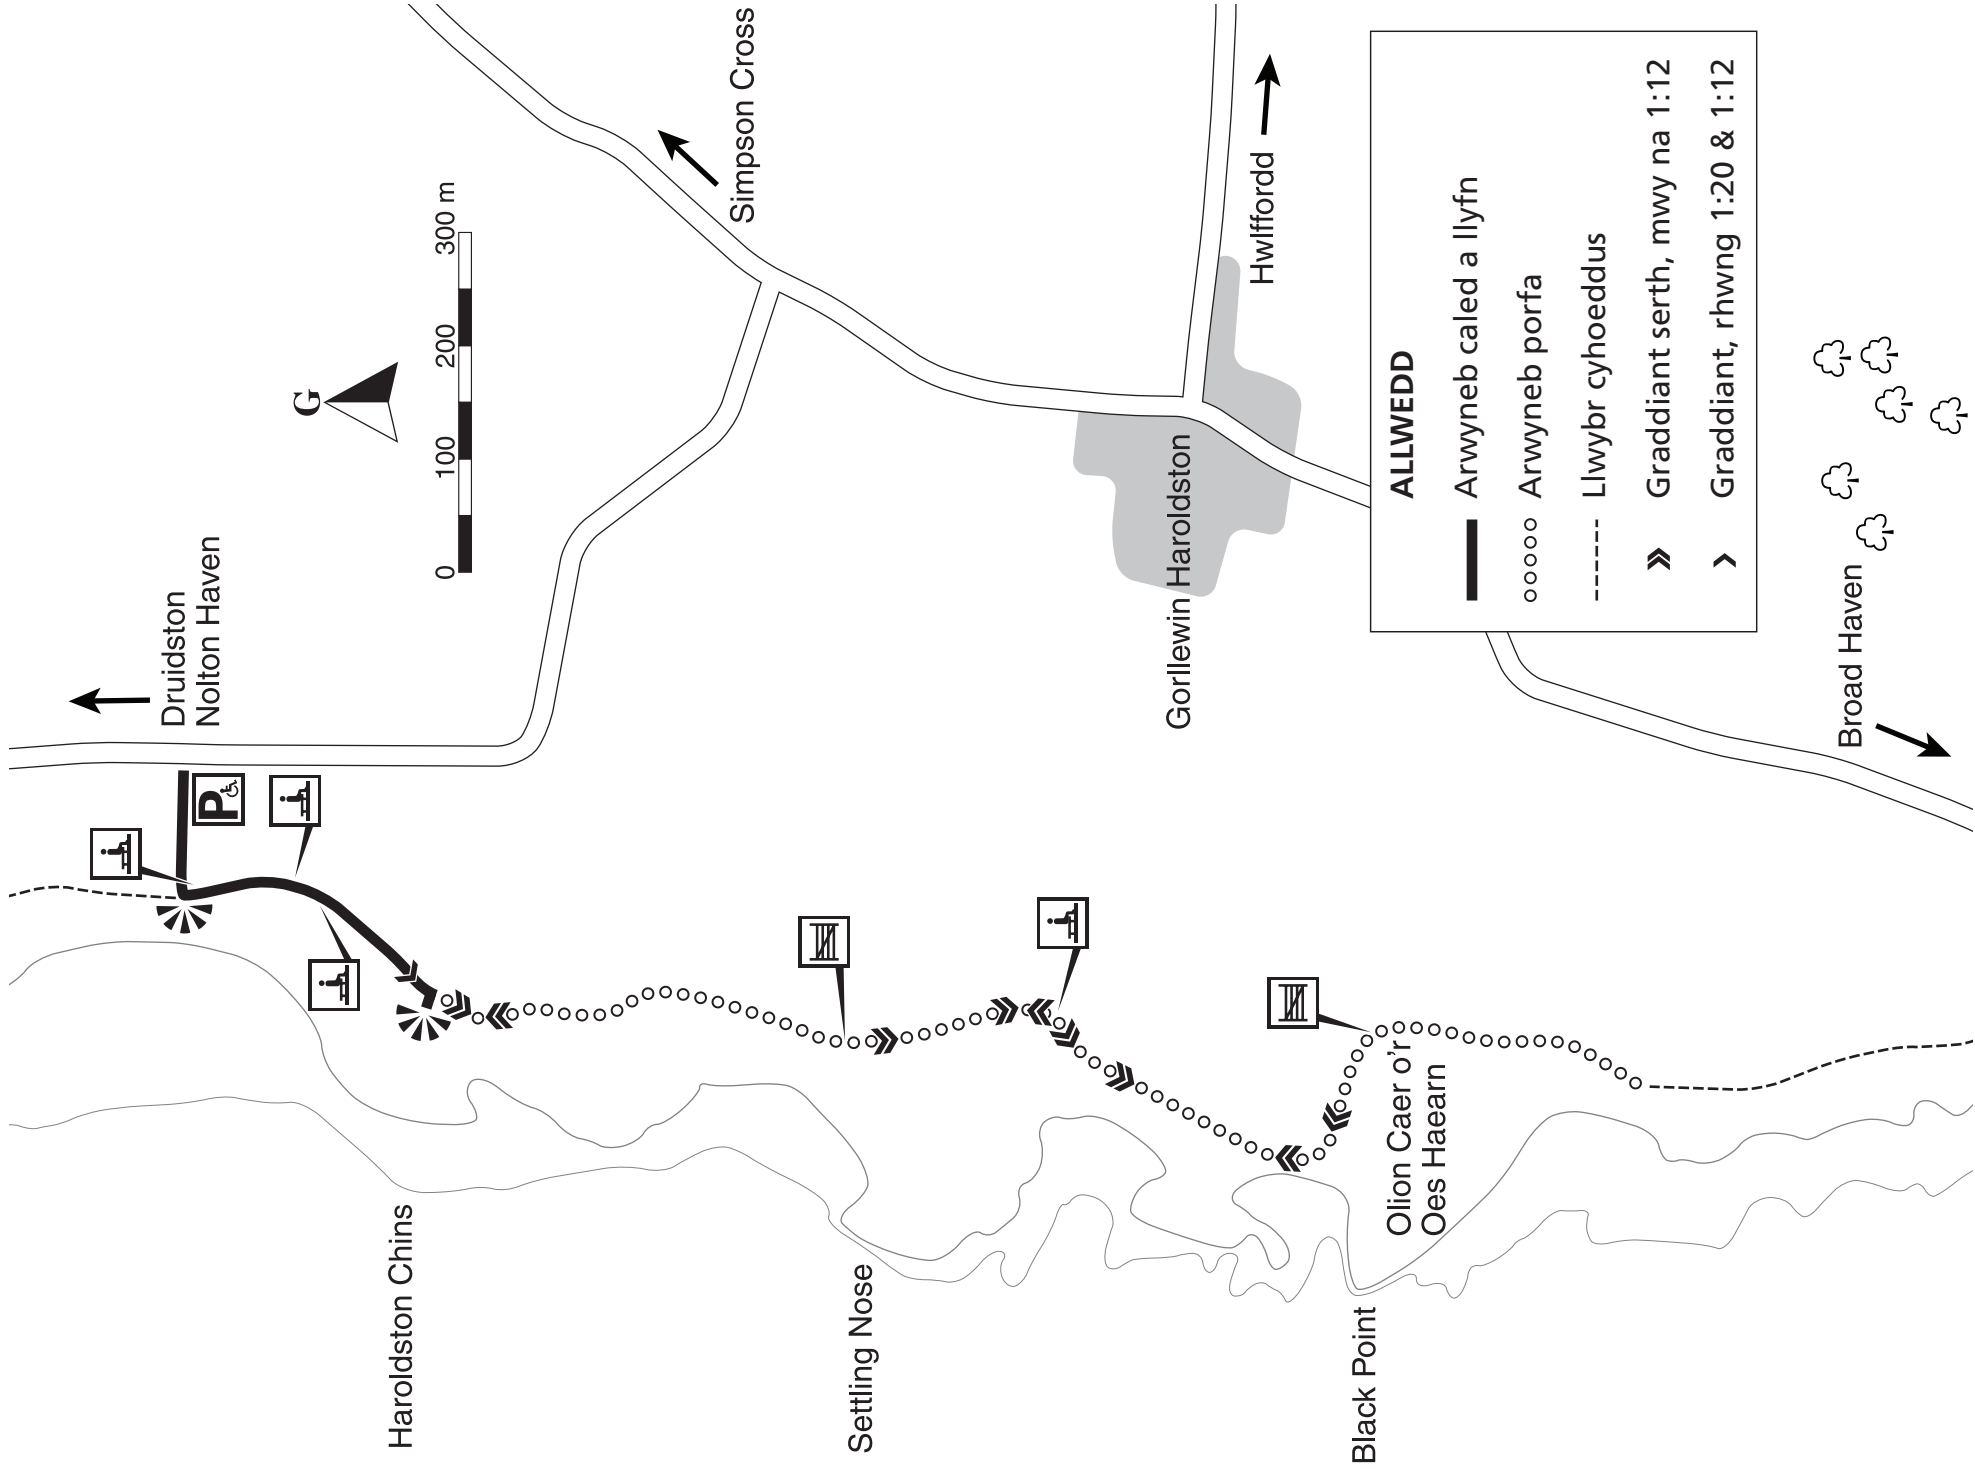 Simpson Cross
Hwlffordd
G
0 100 200 300 m
Druidston
Nolton Haven
P
Gorllewin Haroldston
Broad Haven
Haroldston Chins
Settling Nose
Black Point
Olion Caer o'r
Oes Haearn
ALLWEDD
Arwyneb caled a llyfn
Arwyneb porfa
Llwybr cyhoeddus
Graddiant serth, mwy na 1:12
Graddiant, rhwng 1:20 & 1:12